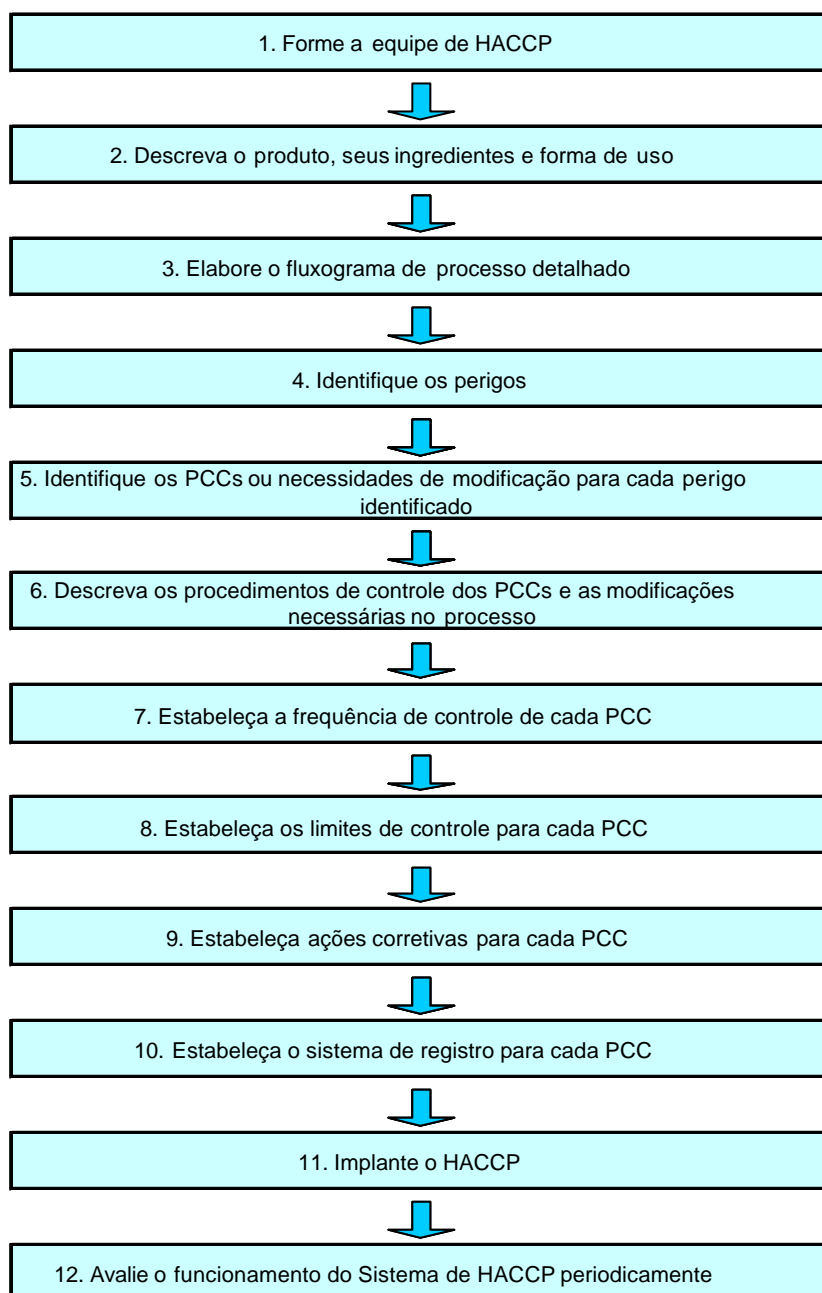 1. Forme a equipe de HACCP
2. Descreva o produto, seus ingredientes e forma de uso
3. Elabore o fluxograma de processo detalhado
4. Identifique os perigos
5. Identifique os PCCs ou necessidades de modificação para cada perigo
identificado
6. Descreva os procedimentos de controle dos PCCs e as modificações
necessárias no processo
7. Estabeleça a frequência de controle de cada PCC
8. Estabeleça os limites de controle para cada PCC
9. Estabeleça ações corretivas para cada PCC
10. Estabeleça o sistema de registro para cada PCC
11. Implante o HACCP
12. Avalie o funcionamento do Sistema de HACCP periodicamente